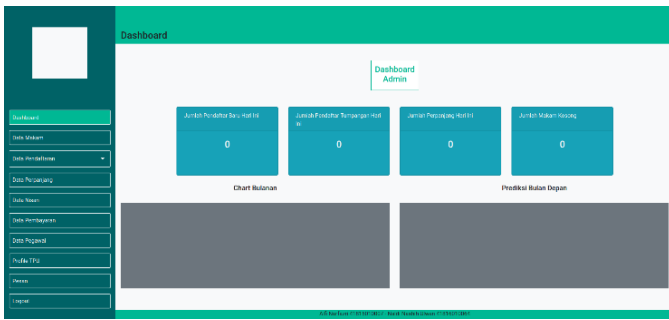 Dashboard
Dashboard
Admin
Dashboard
Data Makam
Data Pendaftaran
Data Perpanjang
Data Nisan
Data Pembayaran
Data Pegawai
Profile TPU
Pesan
Logout
Jumlah Pendaftar Baru Hari Ini
0
Jumlah Pendaftar Tumpangan Hari
Ini
0
Jumlah Perpanjang Hari Ini
0
Jumlah Makam Kosong
0
Chart Bulanan
Prediksi Bulan Depan